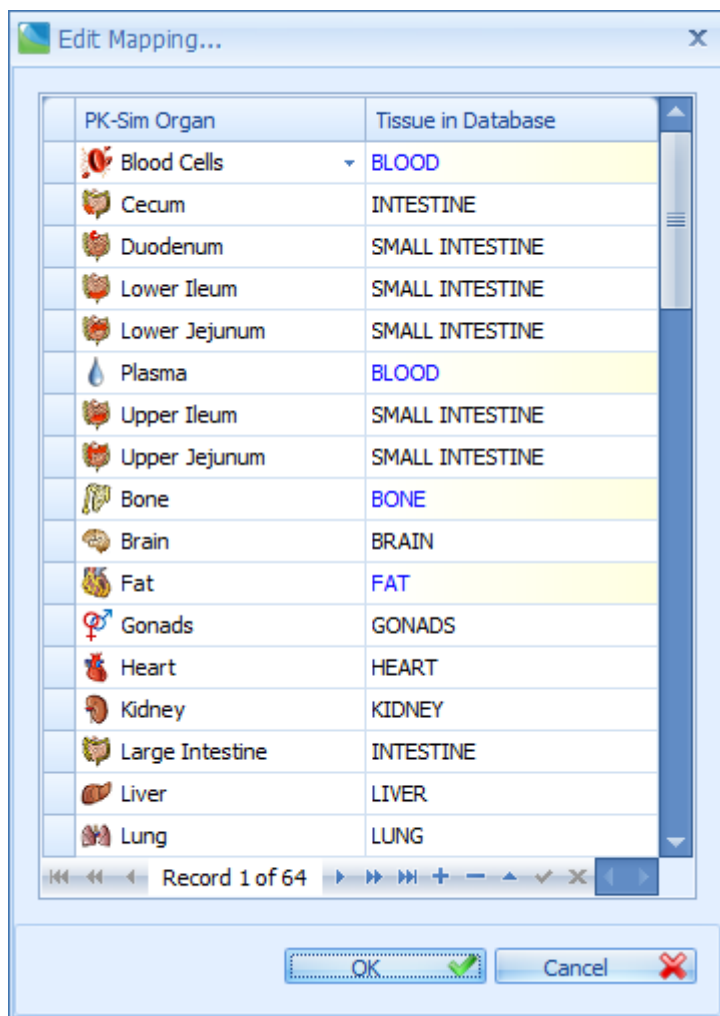 Edit Mapping...
PK-Sim Organ Tissue in Database
Blood Cells BLOOD
Cecum INTESTINE
Duodenum SMALL INTESTINE
Lower Ileum SMALL INTESTINE
Lower Jejunum SMALL INTESTINE
Plasma BLOOD
Upper Ileum SMALL INTESTINE
Upper Jejunum SMALL INTESTINE
Bone BONE
Brain BRAIN
Fat FAT
Gonads GONADS
Heart HEART
Kidney KIDNEY
Large Intestine INTESTINE
Liver LIVER
Lung LUNG
Record 1 of 64
OK Cancel